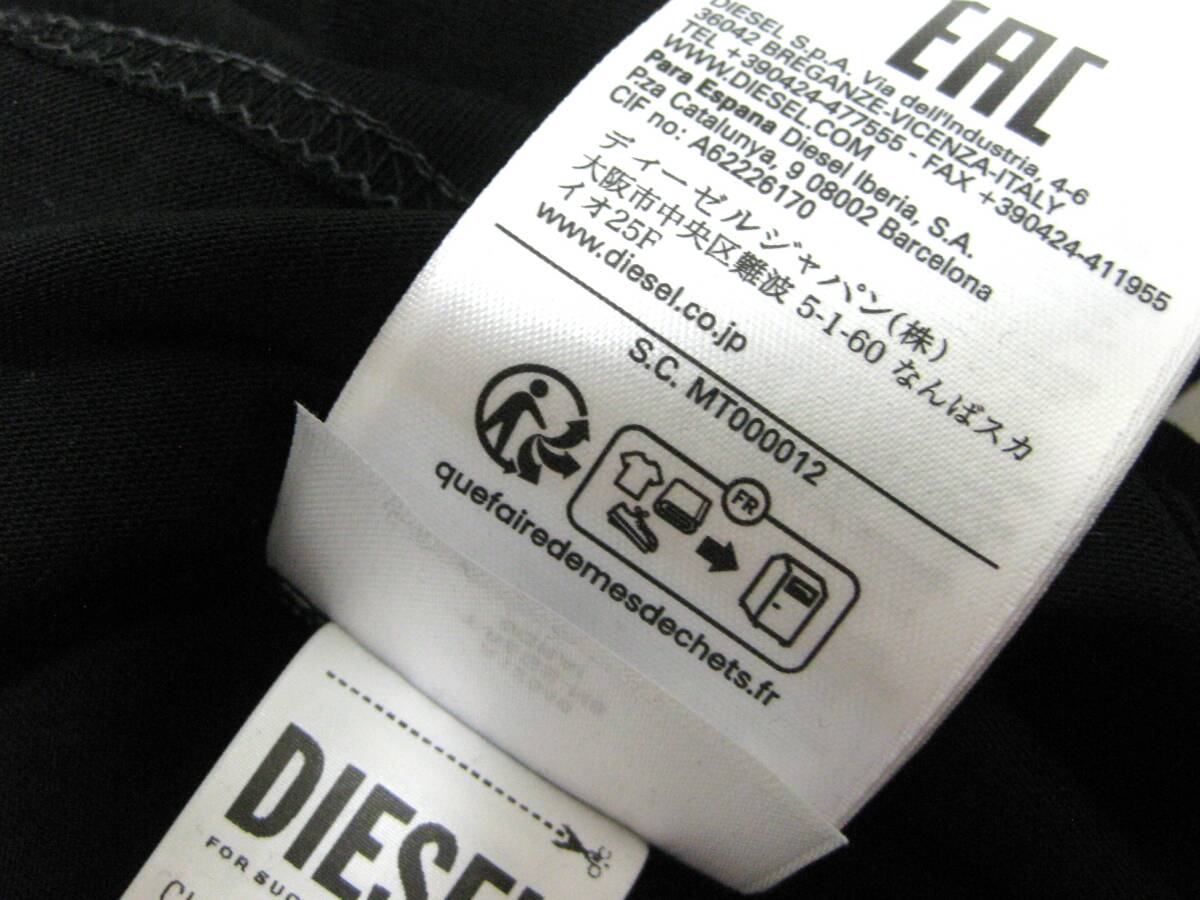 EAC
DIESEL S.p.A. Via dell'Industria, 4-6
36042 BREGANZE-VICENZA-ITALY
TEL +390424-477555 - FAX +390424-411955
WWW.DIESEL.COM
Para Espana Diesel Iberia, S.A.
Pza Catalunya, 9 08002 Barcelona
CIF no: A62226170
ディーゼルジャパン(株)
大阪市中央区難波 5-1-60 なんばスカ
イオ25F
www.diesel.co.jp
S.C. MT000012
FR
quefairedemesdechets.fr
DIESEL
FOR